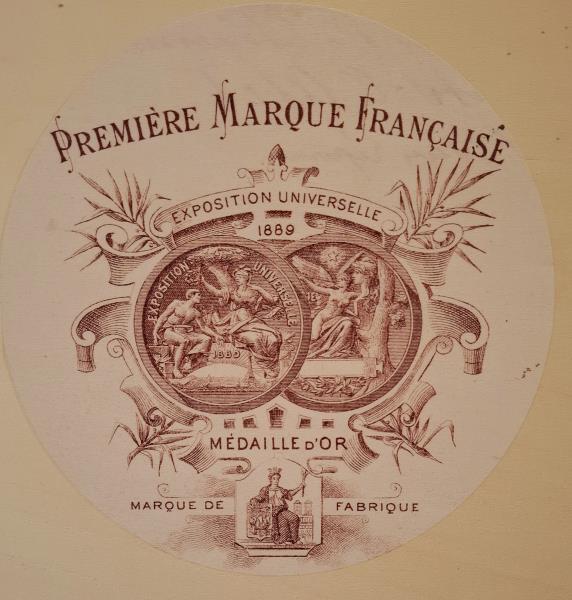 PREMIÈRE MARQUE FRANÇAISE
EXPOSITION UNIVERSELLE
1889
EXPOSITION UNIVERSELLE
1889
MÉDAILLE D'OR
MARQUE DE FABRIQUE